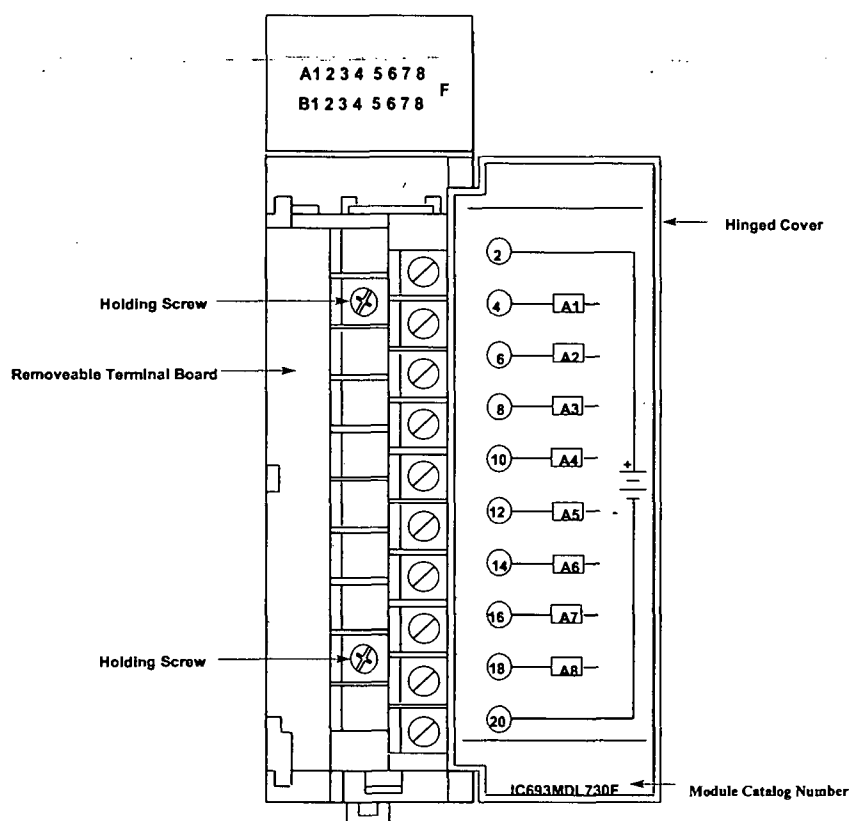 A1 2 3 4 5 6 7 8
F
B1 2 3 4 5 6 7 8
Hinged Cover
2
Holding Screw
4 A1
6 A2
Removeable Terminal Board
8 A3
10 A4
+
12 A5
14 A6
16 A7
Holding Screw
18 A8
20
IC693MDL730F
Module Catalog Number